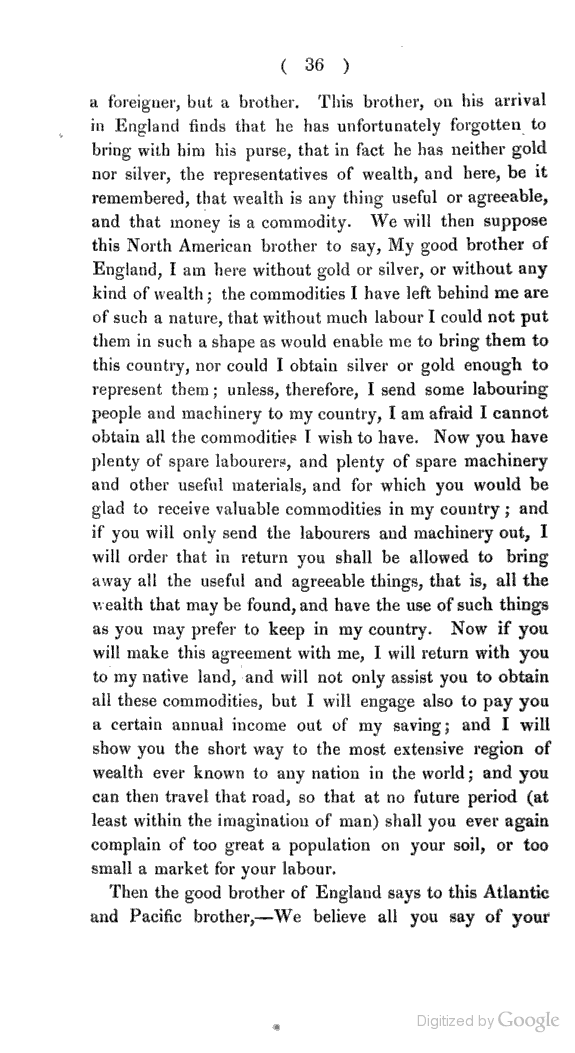 ( 36 )
a foreigner, but a brother. This brother, on his arrival
in England finds that he has unfortunately forgotten to
bring with him his purse, that in fact he has neither gold
nor silver, the representatives of wealth, and here, be it
remembered, that wealth is any thing useful or agreeable,
and that money is a commodity. We will then suppose
this North American brother to say, My good brother of
England, I am here without gold or silver, or without any
kind of wealth; the commodities I have left behind me are
of such a nature, that without much labour I could not put
them in such a shape as would enable me to bring them to
this country, nor could I obtain silver or gold enough to
represent them; unless, therefore, I send some labouring
people and machinery to my country, I am afraid I cannot
obtain all the commodities I wish to have. Now you have
plenty of spare labourers, and plenty of spare machinery
and other useful materials, and for which you would be
glad to receive valuable commodities in my country; and
if you will only send the labourers and machinery out, I
will order that in return you shall be allowed to bring
away all the useful and agreeable things, that is, all the
wealth that may be found, and have the use of such things
as you may prefer to keep in my country. Now if you
will make this agreement with me, I will return with you
to my native land, and will not only assist you to obtain
all these commodities, but I will engage also to pay you
a certain annual income out of my saving; and I will
show you the short way to the most extensive region of
wealth ever known to any nation in the world; and you
can then travel that road, so that at no future period (at
least within the imagination of man) shall you ever again
complain of too great a population on your soil, or too
small a market for your labour.
Then the good brother of England says to this Atlantic
and Pacific brother,—We believe all you say of your
Digitized by Google